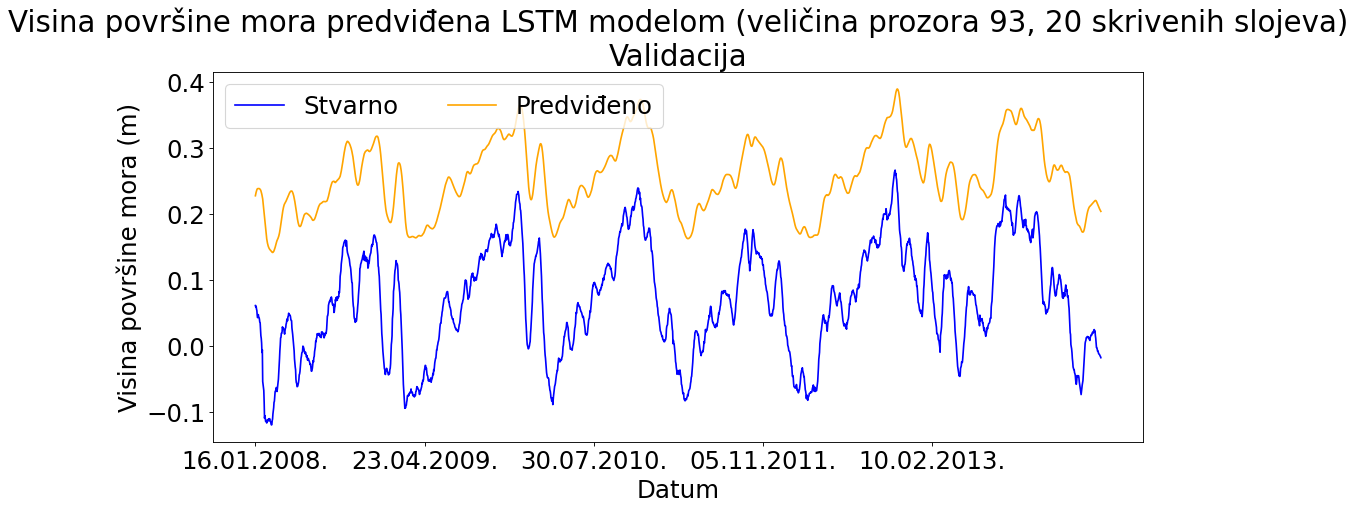 Visina površine mora predviđena LSTM modelom (veličina prozora 93, 20 skrivenih slojeva)
Validacija
Stvarno Predviđeno
Visina površine mora (m)
0.4
0.3
0.2
0.1
0.0
−0.1
16.01.2008. 23.04.2009. 30.07.2010. 05.11.2011. 10.02.2013.
Datum